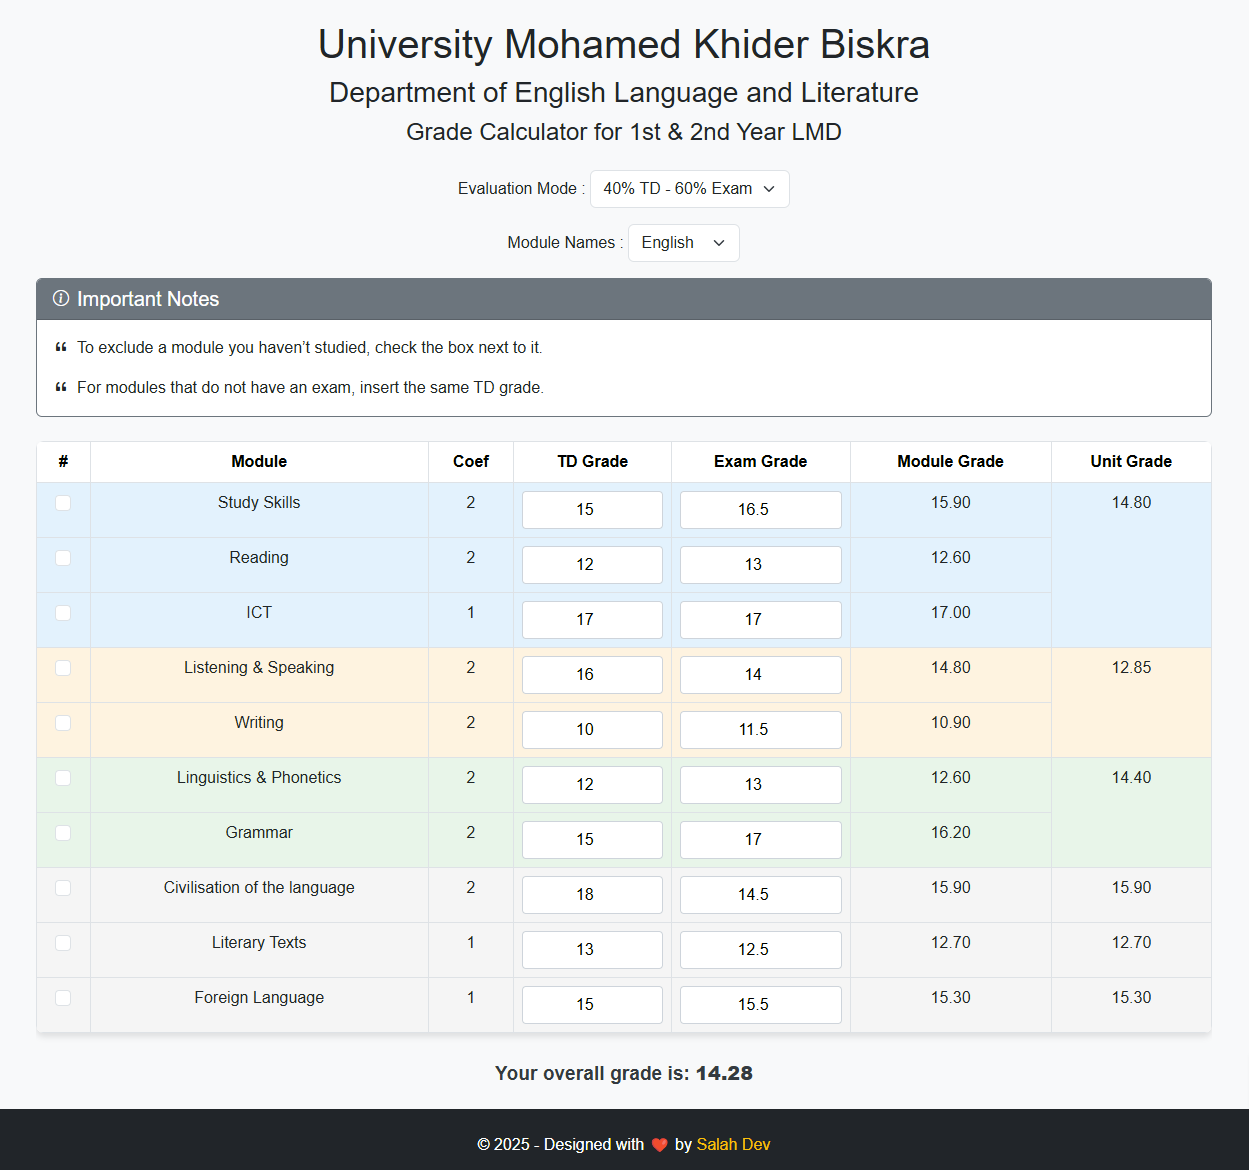 University Mohamed Khider Biskra
Department of English Language and Literature
Grade Calculator for 1st & 2nd Year LMD
Evaluation Mode : 40% TD - 60% Exam
Module Names : English
Important Notes
“ To exclude a module you haven’t studied, check the box next to it.
“ For modules that do not have an exam, insert the same TD grade.
# Module Coef TD Grade Exam Grade Module Grade Unit Grade
Study Skills 2 15 16.5 15.90 14.80
Reading 2 12 13 12.60
ICT 1 17 17 17.00
Listening & Speaking 2 16 14 14.80 12.85
Writing 2 10 11.5 10.90
Linguistics & Phonetics 2 12 13 12.60 14.40
Grammar 2 15 17 16.20
Civilisation of the language 2 18 14.5 15.90 15.90
Literary Texts 1 13 12.5 12.70 12.70
Foreign Language 1 15 15.5 15.30 15.30
Your overall grade is: 14.28
© 2025 - Designed with ❤️ by Salah Dev